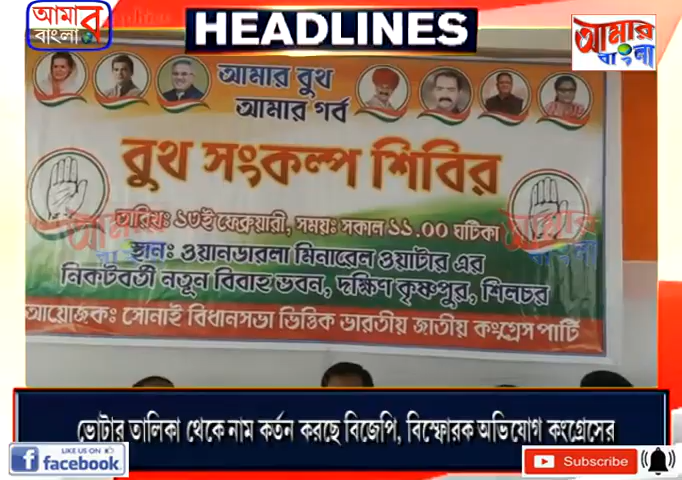 আমার
বাংলা
HEADLINES
আমার
বাংলা
আমার বুথ
আমার গর্ব
বুথ সংকল্প শিবির
তারিখ: ১৩ই ফেব্রুয়ারী, সময়: সকাল ১১.০০ ঘটিকা
স্থান: ওয়ানডারলা মিনারেল ওয়াটার এর
নিকটবর্তী নতুন বিবাহ ভবন, দক্ষিণ কৃষ্ণপুর, শিলচর
আয়োজক: সোনাই বিধানসভা ভিত্তিক ভারতীয় জাতীয় কংগ্রেস পার্টি
ভোটার তালিকা থেকে নাম কর্তন করছে বিজেপি, বিস্ফোরক অভিযোগ কংগ্রেসের
LIKE US ON
facebook.
Subscribe